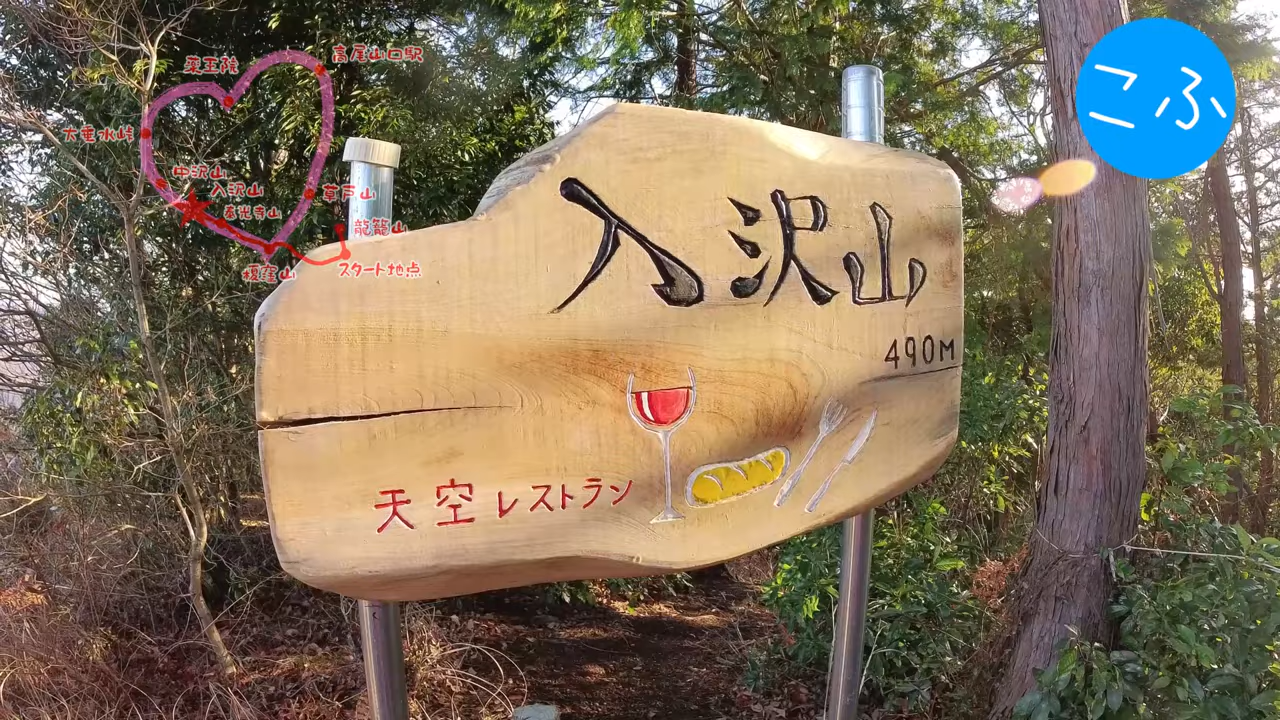 高尾山口駅
薬王院
大垂水峠
中沢山
入沢山
草戸山
泰光寺山
龍籠山
榎窪山
スタート地点
こふ
入沢山
490M
天空レストラン